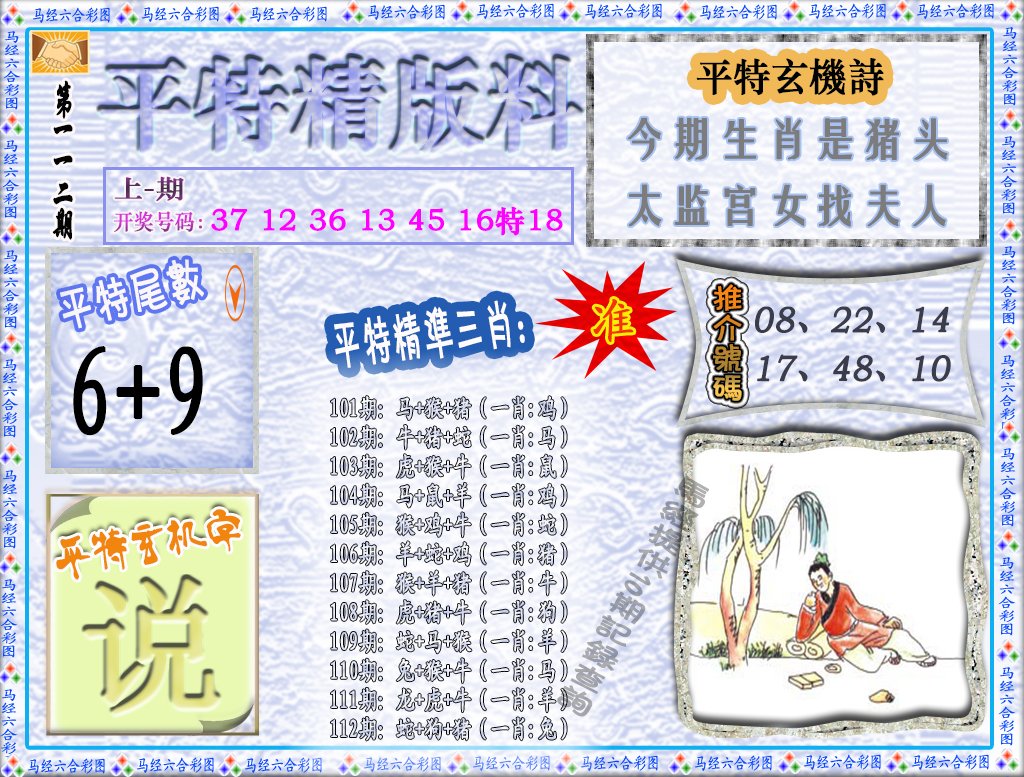 马经六合彩图
第一一二期
平特精版料
上-期
开奖号码: 37 12 36 13 45 16特18
平特玄機詩
今期生肖是猪头
太监宫女找夫人
平特尾數
6+9
平特精準三肖:
准
推介號碼
08、22、14
17、48、10
101期: 马+猴+猪 (一肖:鸡)
102期: 牛+猪+蛇 (一肖:马)
103期: 虎+猴+牛 (一肖:鼠)
104期: 马+鼠+羊 (一肖:鸡)
105期: 猴+鸡+牛 (一肖:蛇)
106期: 羊+蛇+鸡 (一肖:猪)
107期: 猴+羊+猪 (一肖:牛)
108期: 虎+猪+牛 (一肖:狗)
109期: 蛇+马+猴 (一肖:羊)
110期: 兔+猴+牛 (一肖:马)
111期: 龙+虎+牛 (一肖:羊)
112期: 蛇+狗+猪 (一肖:兔)
平特玄机字
说